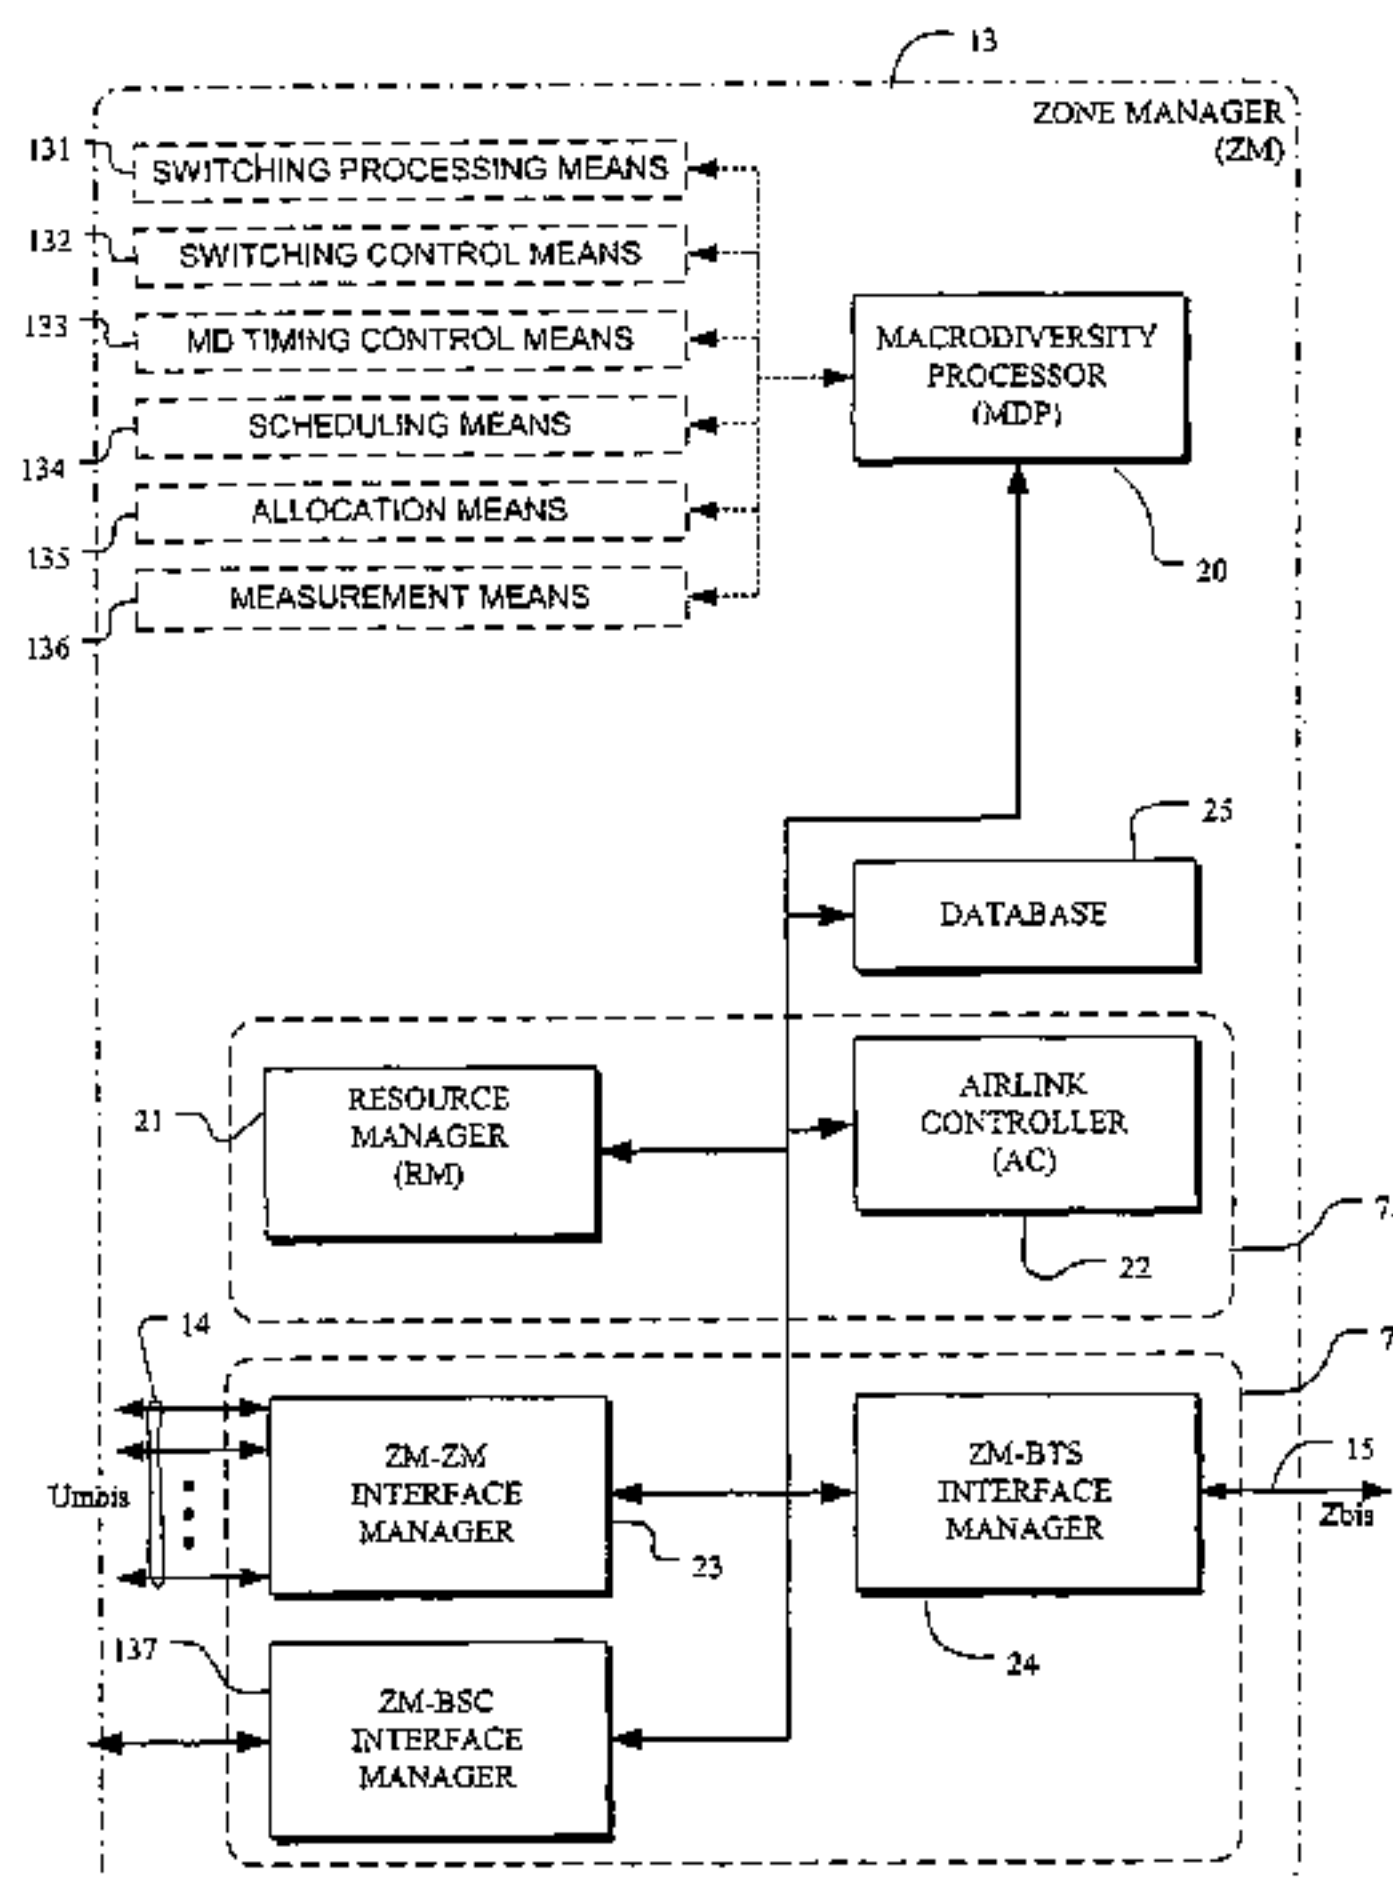 13
ZONE MANAGER
(ZM)
131
SWITCHING PROCESSING MEANS
132
SWITCHING CONTROL MEANS
133
MD TIMING CONTROL MEANS
134
SCHEDULING MEANS
135
ALLOCATION MEANS
136
MEASUREMENT MEANS
MACRODIVERSITY
PROCESSOR
(MDP)
20
25
DATABASE
21
RESOURCE
MANAGER
(RM)
AIRLINK
CONTROLLER
(AC)
22
14
Umbis
ZM-ZM
INTERFACE
MANAGER
23
ZM-BTS
INTERFACE
MANAGER
15
Zbis
24
137
ZM-BSC
INTERFACE
MANAGER